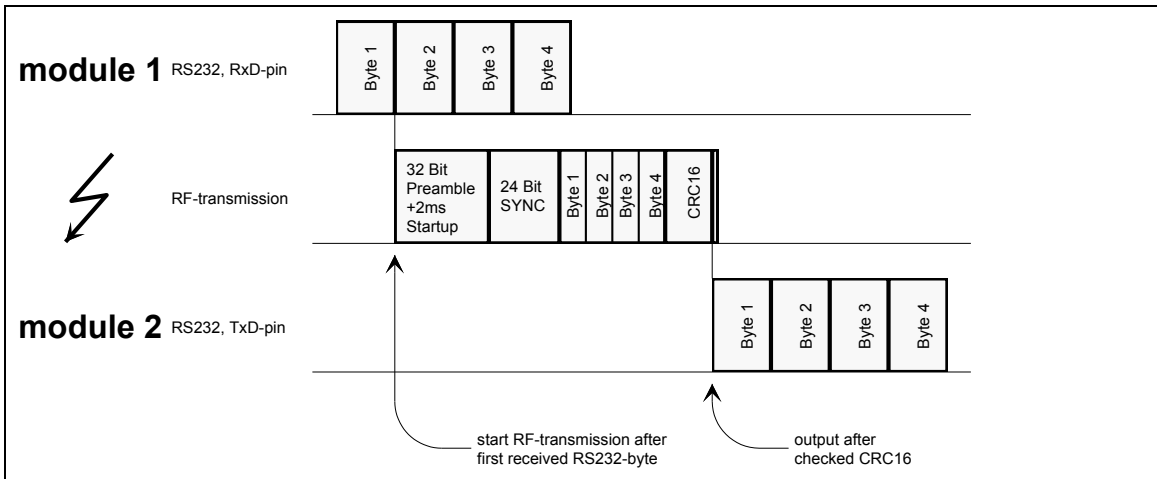 module 1 RS232, RxD-pin
Byte 1
Byte 2
Byte 3
Byte 4
RF-transmission
32 Bit
Preamble
+2ms
Startup
24 Bit
SYNC
Byte 1
Byte 2
Byte 3
Byte 4
CRC16
module 2 RS232, TxD-pin
Byte 1
Byte 2
Byte 3
Byte 4
start RF-transmission after
first received RS232-byte
output after
checked CRC16